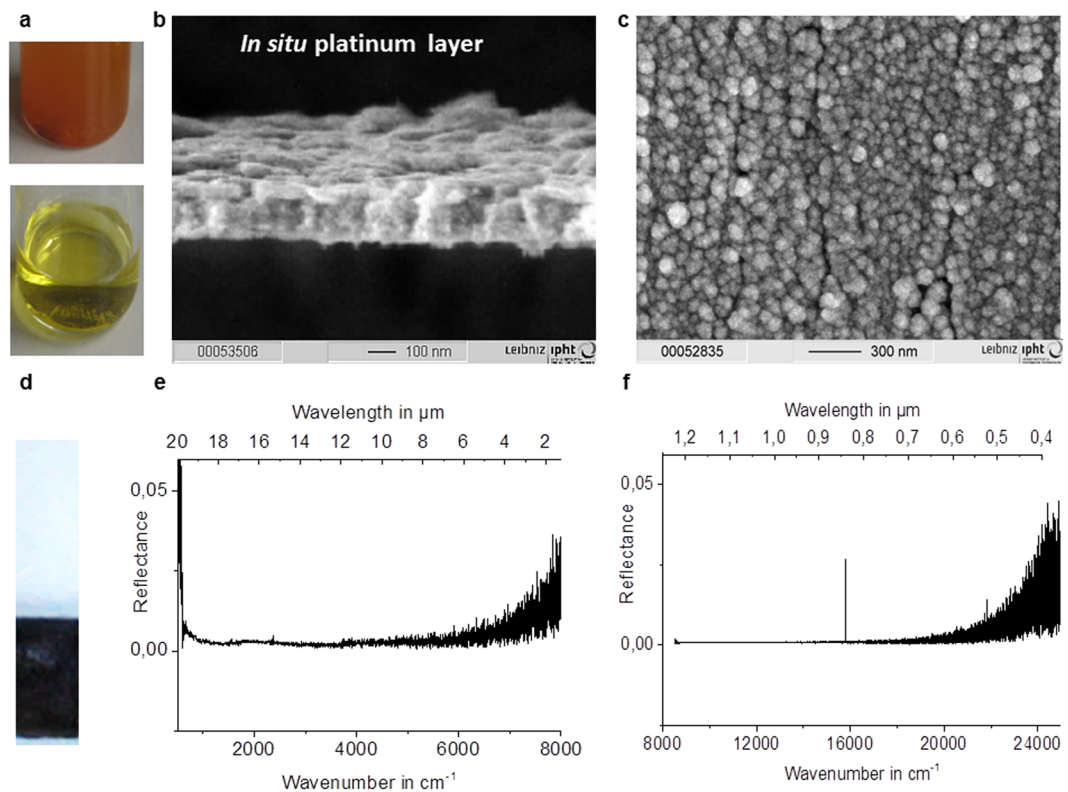 a
b
In situ platinum layer
00053506
100 nm
Leibniz ipht
c
00052835
300 nm
Leibniz ipht
d
e
Wavelength in µm
20 18 16 14 12 10 8 6 4 2
0,05
Reflectance
0,00
2000 4000 6000 8000
Wavenumber in cm-1
f
Wavelength in µm
1,2 1,1 1,0 0,9 0,8 0,7 0,6 0,5 0,4
0,05
Reflectance
0,00
8000 12000 16000 20000 24000
Wavenumber in cm-1